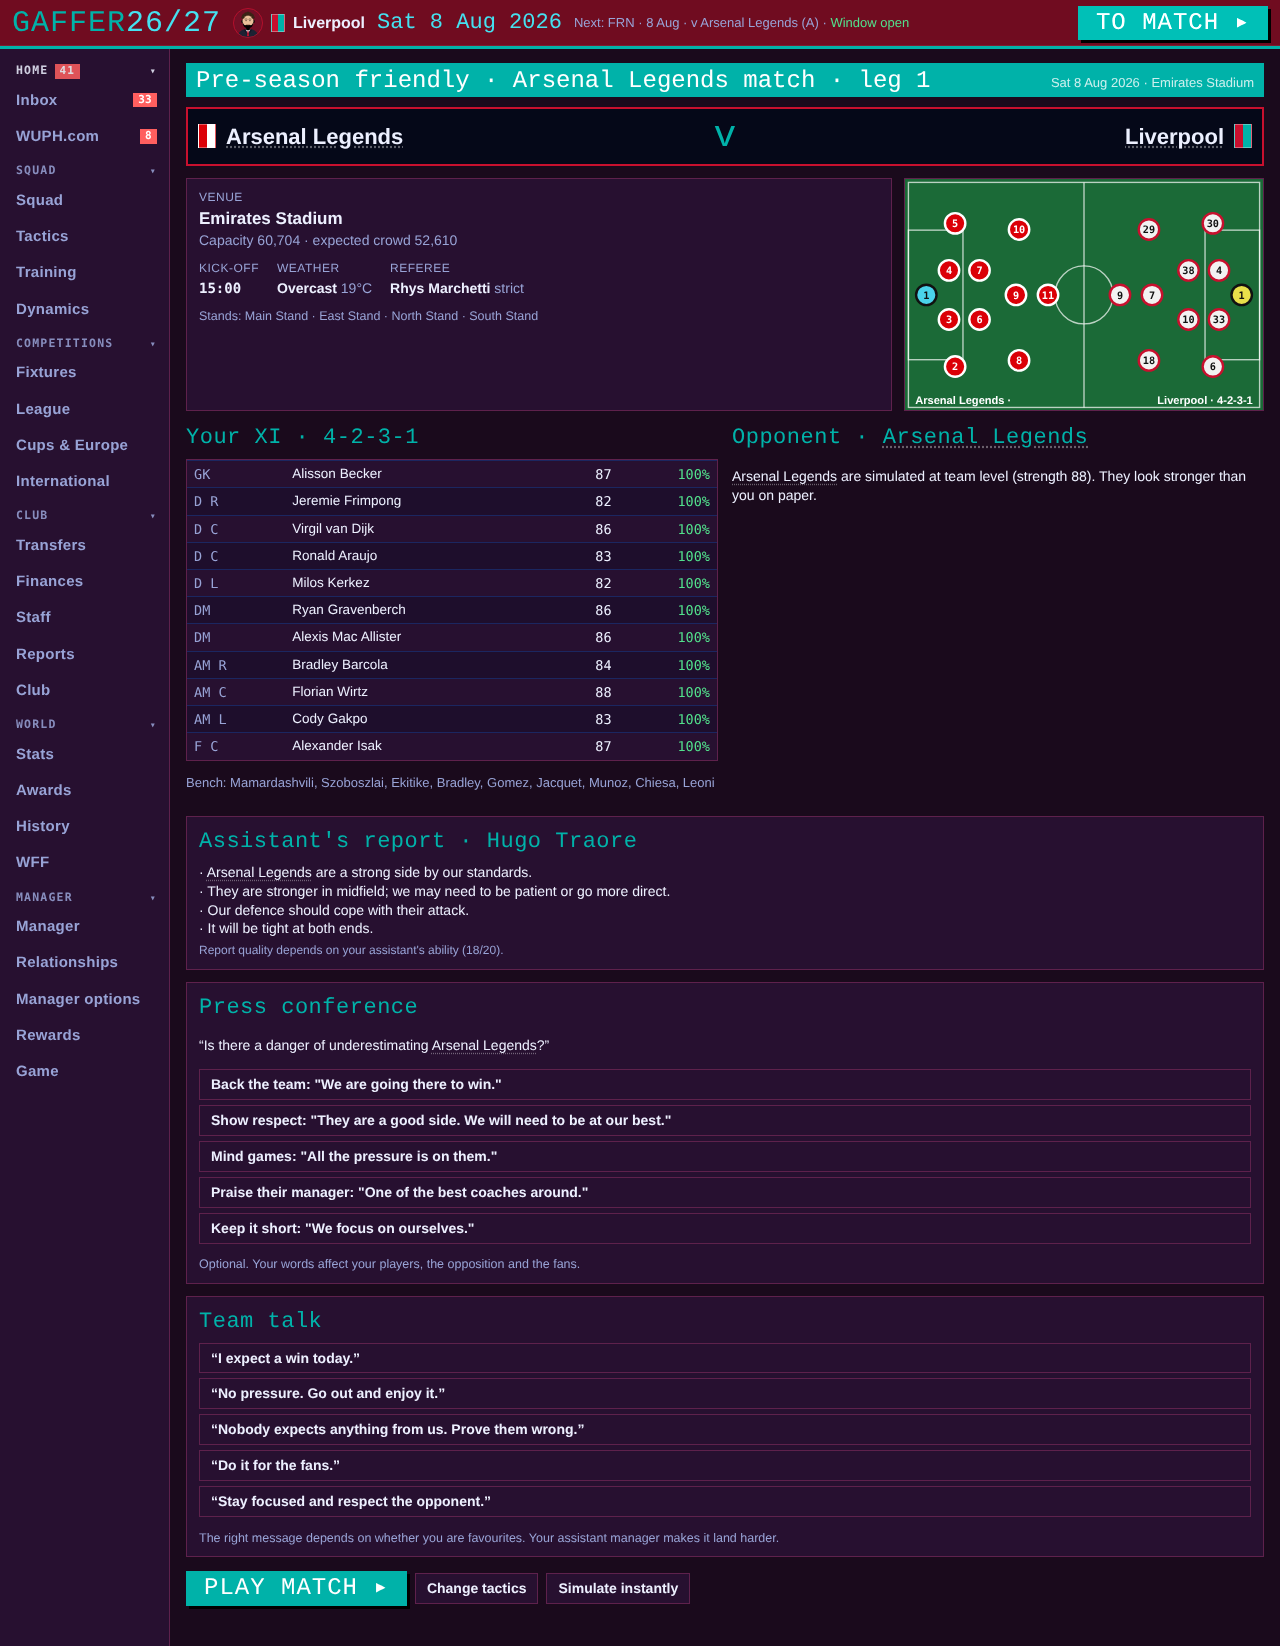 GAFFER26/27 Liverpool Sat 8 Aug 2026 Next: FRN · 8 Aug · v Arsenal Legends (A) · Window open TO MATCH ►
HOME 41 ▾
Inbox 33
WUPH.com 8
SQUAD ▾
Squad
Tactics
Training
Dynamics
COMPETITIONS ▾
Fixtures
League
Cups & Europe
International
CLUB ▾
Transfers
Finances
Staff
Reports
Club
WORLD ▾
Stats
Awards
History
WFF
MANAGER ▾
Manager
Relationships
Manager options
Rewards
Game
Pre-season friendly · Arsenal Legends match · leg 1 Sat 8 Aug 2026 · Emirates Stadium
Arsenal Legends V Liverpool
VENUE
Emirates Stadium
Capacity 60,704 · expected crowd 52,610
KICK-OFF WEATHER REFEREE
15:00 Overcast 19°C Rhys Marchetti strict
Stands: Main Stand · East Stand · North Stand · South Stand
5 10 29 30
4 7 38 4
1 9 11 9 7 1
3 6 10 33
2 8 18 6
Arsenal Legends · Liverpool · 4-2-3-1
Your XI · 4-2-3-1
GK Alisson Becker 87 100%
D R Jeremie Frimpong 82 100%
D C Virgil van Dijk 86 100%
D C Ronald Araujo 83 100%
D L Milos Kerkez 82 100%
DM Ryan Gravenberch 86 100%
DM Alexis Mac Allister 86 100%
AM R Bradley Barcola 84 100%
AM C Florian Wirtz 88 100%
AM L Cody Gakpo 83 100%
F C Alexander Isak 87 100%
Bench: Mamardashvili, Szoboszlai, Ekitike, Bradley, Gomez, Jacquet, Munoz, Chiesa, Leoni
Opponent · Arsenal Legends
Arsenal Legends are simulated at team level (strength 88). They look stronger than
you on paper.
Assistant's report · Hugo Traore
· Arsenal Legends are a strong side by our standards.
· They are stronger in midfield; we may need to be patient or go more direct.
· Our defence should cope with their attack.
· It will be tight at both ends.
Report quality depends on your assistant's ability (18/20).
Press conference
“Is there a danger of underestimating Arsenal Legends?”
Back the team: "We are going there to win."
Show respect: "They are a good side. We will need to be at our best."
Mind games: "All the pressure is on them."
Praise their manager: "One of the best coaches around."
Keep it short: "We focus on ourselves."
Optional. Your words affect your players, the opposition and the fans.
Team talk
“I expect a win today.”
“No pressure. Go out and enjoy it.”
“Nobody expects anything from us. Prove them wrong.”
“Do it for the fans.”
“Stay focused and respect the opponent.”
The right message depends on whether you are favourites. Your assistant manager makes it land harder.
PLAY MATCH ► Change tactics Simulate instantly